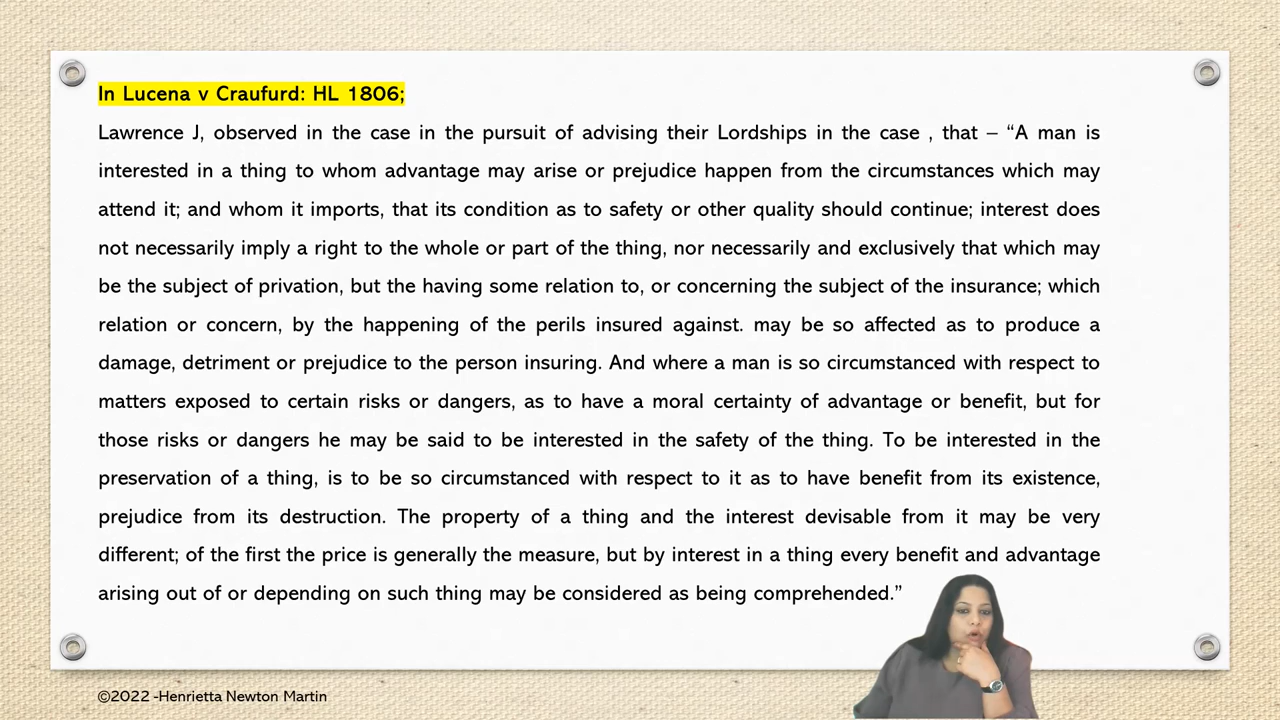 In Lucena v Craufurd: HL 1806;
Lawrence J, observed in the case in the pursuit of advising their Lordships in the case , that – “A man is
interested in a thing to whom advantage may arise or prejudice happen from the circumstances which may
attend it; and whom it imports, that its condition as to safety or other quality should continue; interest does
not necessarily imply a right to the whole or part of the thing, nor necessarily and exclusively that which may
be the subject of privation, but the having some relation to, or concerning the subject of the insurance; which
relation or concern, by the happening of the perils insured against. may be so affected as to produce a
damage, detriment or prejudice to the person insuring. And where a man is so circumstanced with respect to
matters exposed to certain risks or dangers, as to have a moral certainty of advantage or benefit, but for
those risks or dangers he may be said to be interested in the safety of the thing. To be interested in the
preservation of a thing, is to be so circumstanced with respect to it as to have benefit from its existence,
prejudice from its destruction. The property of a thing and the interest devisable from it may be very
different; of the first the price is generally the measure, but by interest in a thing every benefit and advantage
arising out of or depending on such thing may be considered as being comprehended.”
©2022 -Henrietta Newton Martin